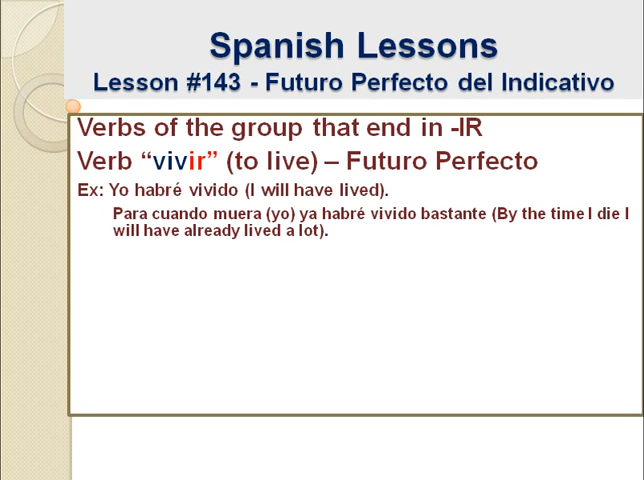 Spanish Lessons
Lesson #143 - Futuro Perfecto del Indicativo
Verbs of the group that end in -IR
Verb “vivir” (to live) – Futuro Perfecto
Ex: Yo habré vivido (I will have lived).
Para cuando muera (yo) ya habré vivido bastante (By the time I die I
will have already lived a lot).